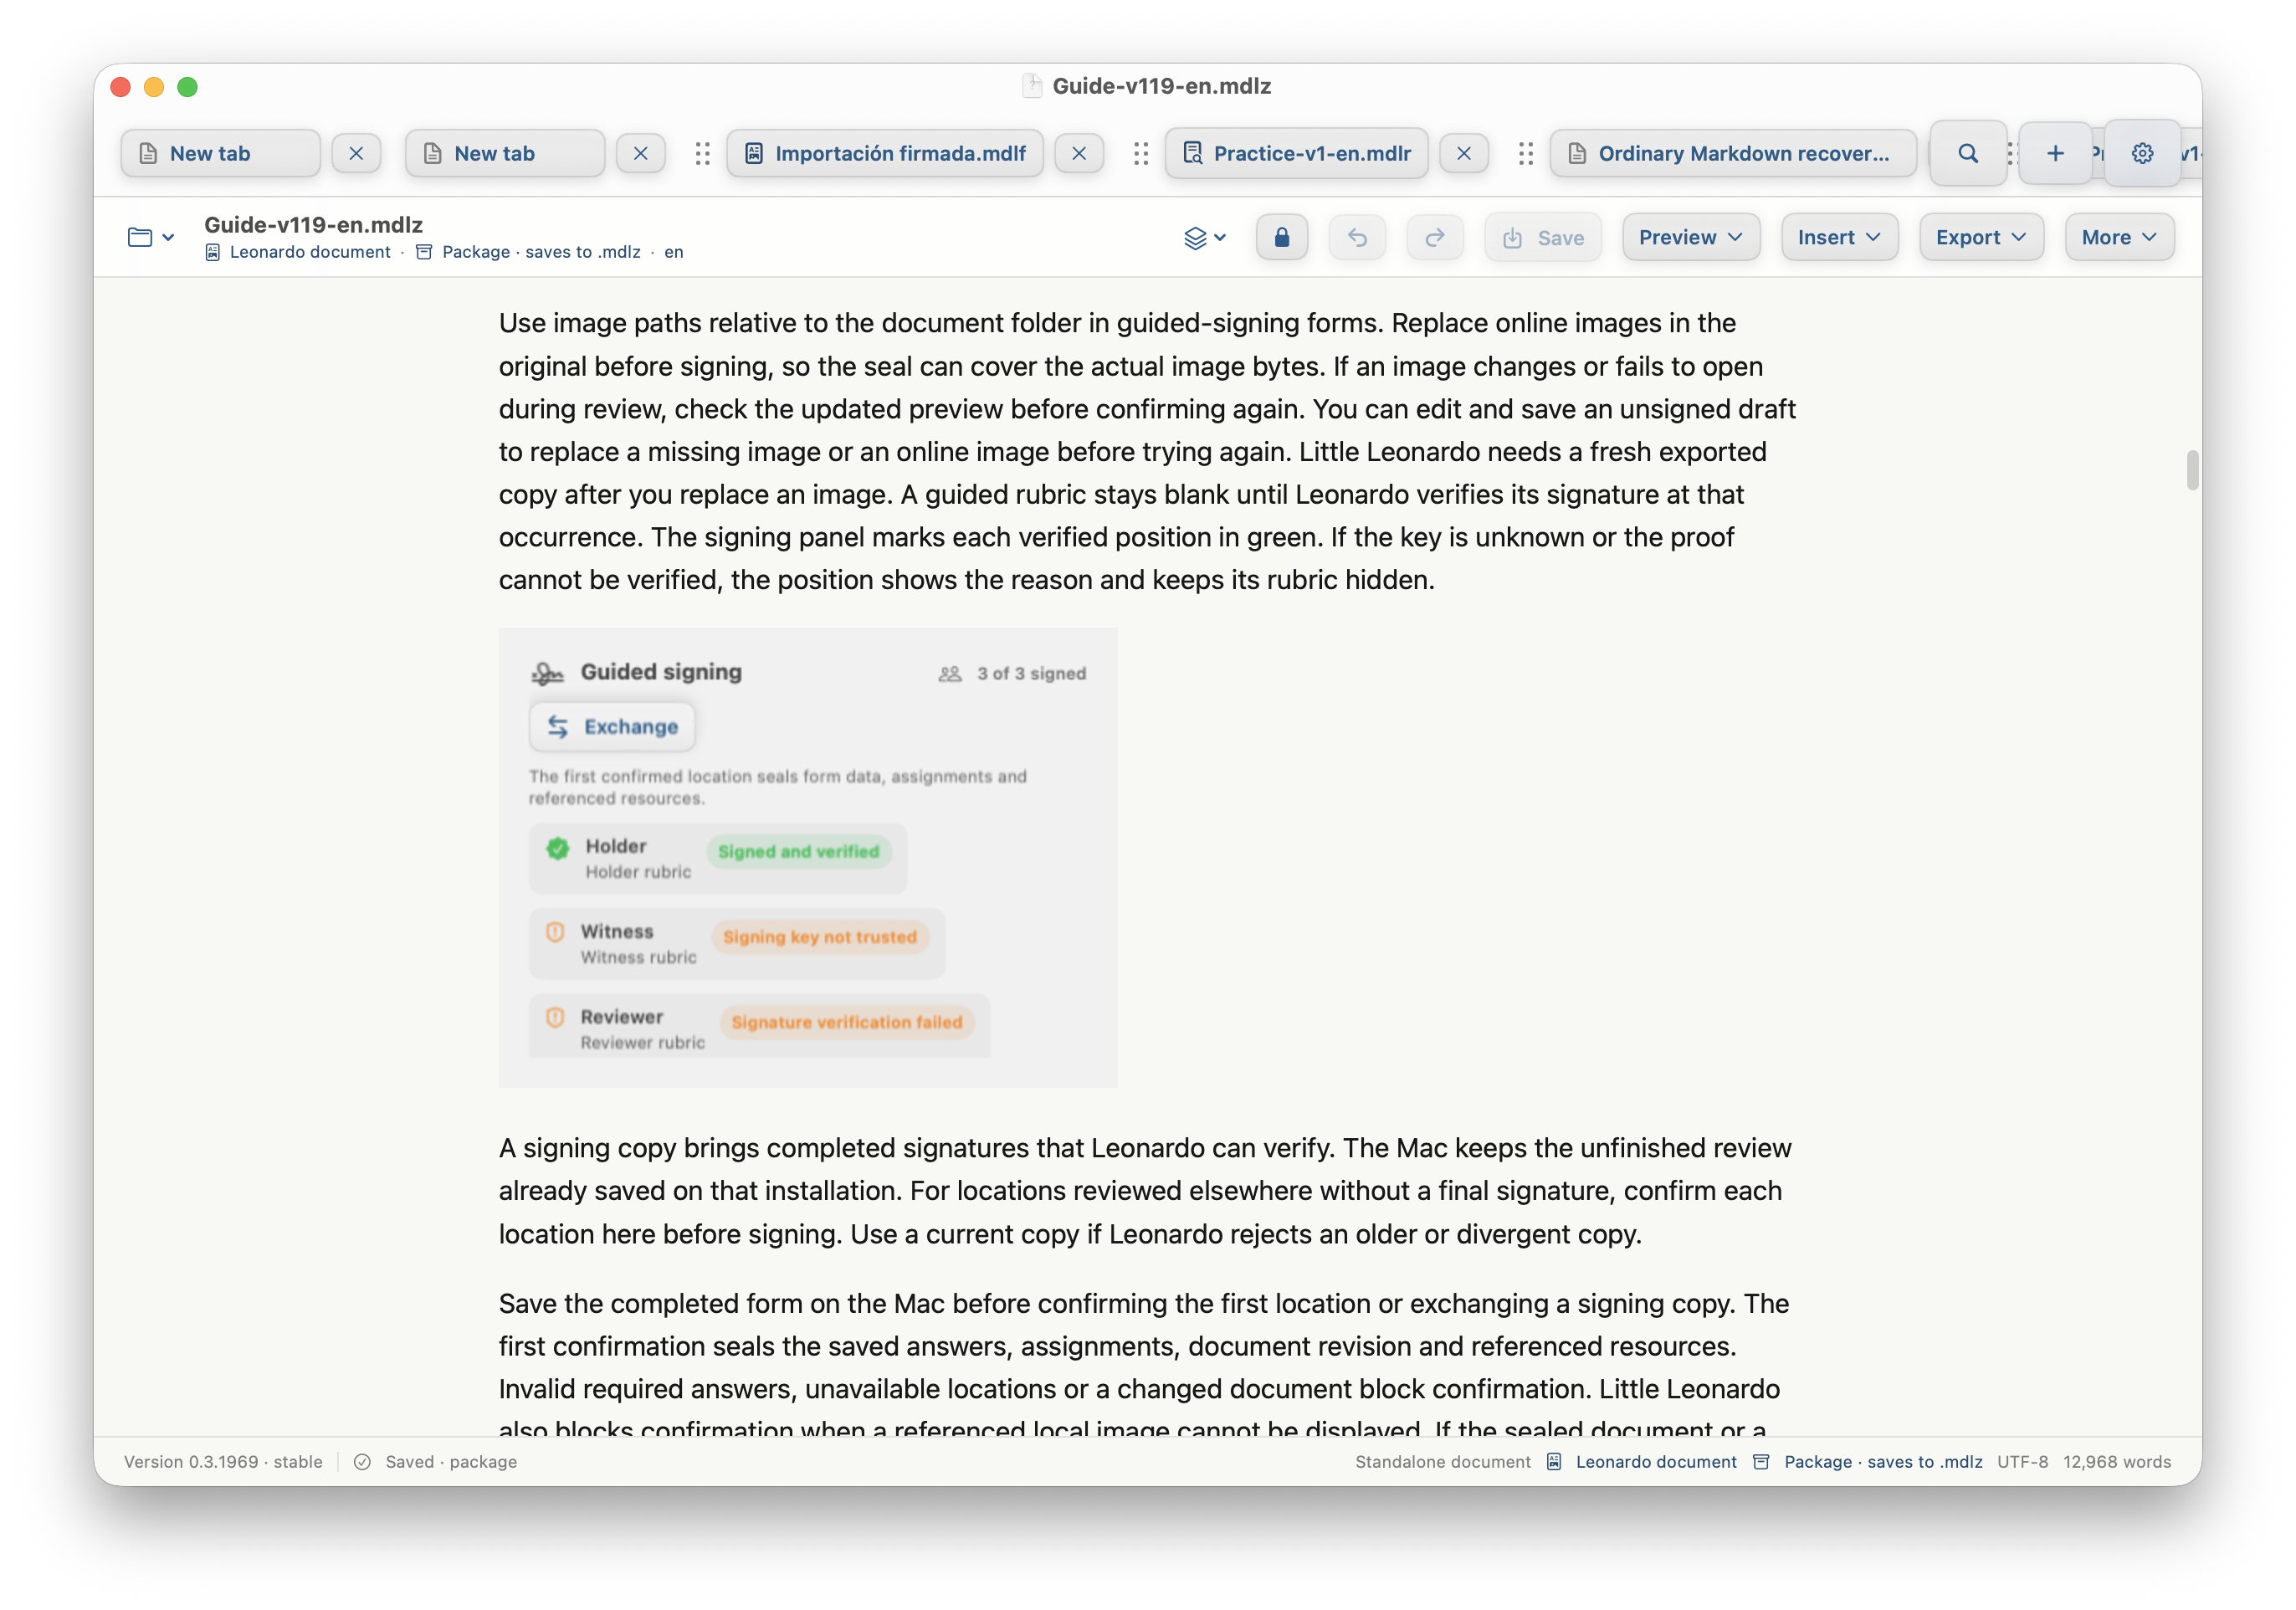 Guide-v119-en.mdlz
New tab
New tab
Importación firmada.mdlf
Practice-v1-en.mdlr
Ordinary Markdown recover...
Guide-v119-en.mdlz
Leonardo document · Package · saves to .mdlz · en
Save
Preview
Insert
Export
More
Use image paths relative to the document folder in guided-signing forms. Replace online images in the
original before signing, so the seal can cover the actual image bytes. If an image changes or fails to open
during review, check the updated preview before confirming again. You can edit and save an unsigned draft
to replace a missing image or an online image before trying again. Little Leonardo needs a fresh exported
copy after you replace an image. A guided rubric stays blank until Leonardo verifies its signature at that
occurrence. The signing panel marks each verified position in green. If the key is unknown or the proof
cannot be verified, the position shows the reason and keeps its rubric hidden.
Guided signing
3 of 3 signed
Exchange
The first confirmed location seals form data, assignments and
referenced resources.
Holder
Signed and verified
Holder rubric
Witness
Signing key not trusted
Witness rubric
Reviewer
Signature verification failed
Reviewer rubric
A signing copy brings completed signatures that Leonardo can verify. The Mac keeps the unfinished review
already saved on that installation. For locations reviewed elsewhere without a final signature, confirm each
location here before signing. Use a current copy if Leonardo rejects an older or divergent copy.
Save the completed form on the Mac before confirming the first location or exchanging a signing copy. The
first confirmation seals the saved answers, assignments, document revision and referenced resources.
Invalid required answers, unavailable locations or a changed document block confirmation. Little Leonardo
also blocks confirmation when a referenced local image cannot be displayed. If the sealed document or a
Version 0.3.1969 · stable
Saved · package
Standalone document
Leonardo document
Package · saves to .mdlz
UTF-8
12,968 words